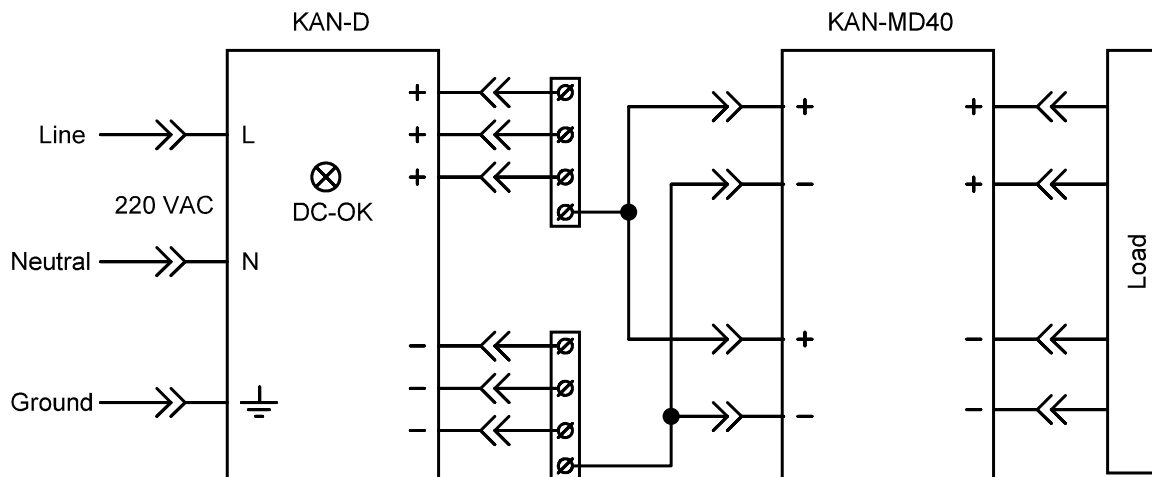 KAN-D
KAN-MD40
+
+
+
+
+
Line
L
220 VAC
DC-OK
+
−
+
Neutral
N
Load
−
+
−
−
Ground
−
−
−